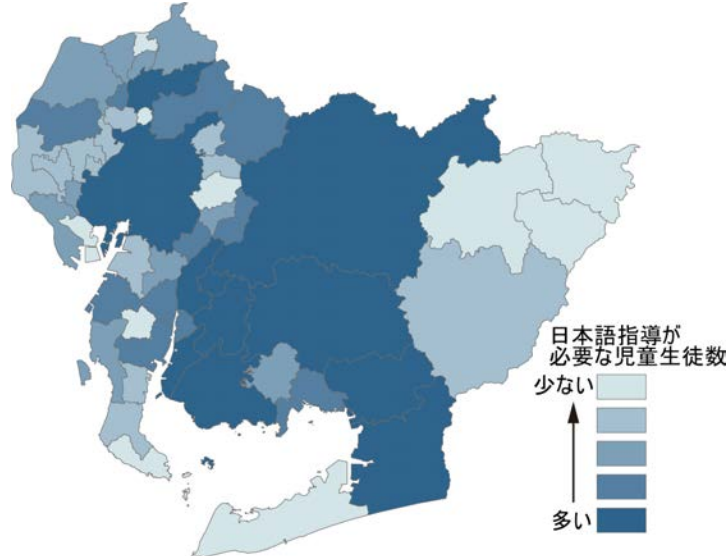 日本語指導が
必要な児童生徒数
少ない
多い